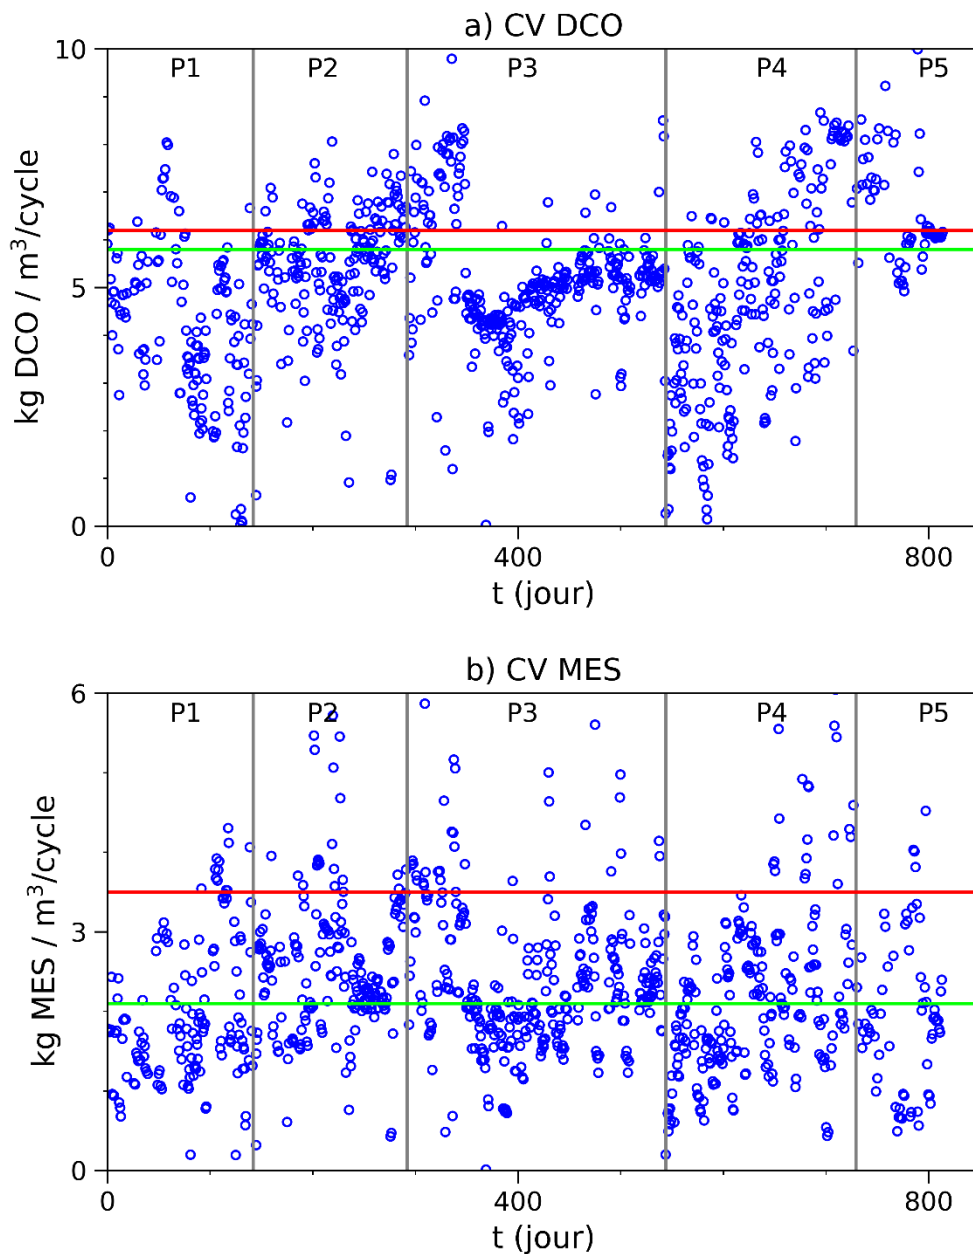 a) CV DCO
10
P1 P2 P3 P4 P5
kg DCO / m³/cycle
5
0
0 400 800
t (jour)
b) CV MES
6
P1 P2 P3 P4 P5
kg MES / m³/cycle
3
0
0 400 800
t (jour)